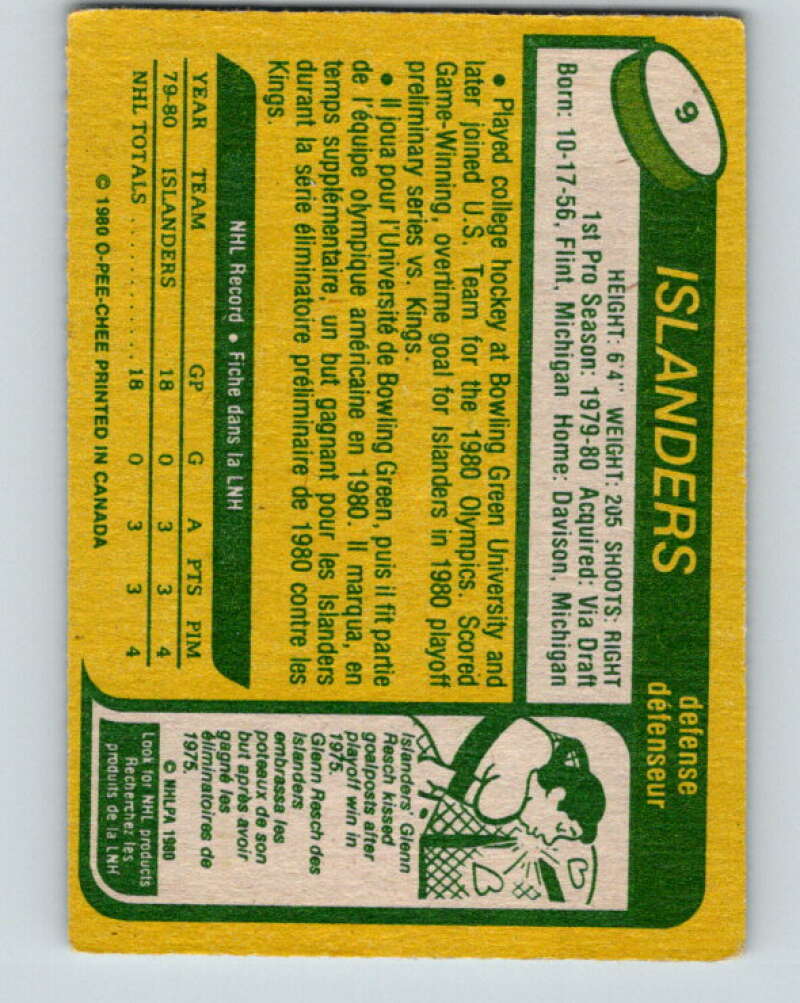 9
ISLANDERS
defense
défenseur
HEIGHT: 6'4" WEIGHT: 205 SHOOTS: RIGHT
1st Pro Season: 1979-80 Acquired: Via Draft
Born: 10-17-56, Flint, Michigan Home: Davison, Michigan
• Played college hockey at Bowling Green University and
later joined U.S. Team for the 1980 Olympics. Scored
Game-Winning, overtime goal for Islanders in 1980 playoff
preliminary series vs. Kings.
• Il joua pour l'Université de Bowling Green, puis il fit partie
de l'équipe olympique américaine en 1980. Il marqua, en
temps supplémentaire, un but gagnant pour les Islanders
durant la série éliminatoire préliminaire de 1980 contre les
Kings.
NHL Record • Fiche dans la LNH
YEAR TEAM GP G A PTS PIM
79-80 ISLANDERS 18 0 3 3 4
NHL TOTALS ............ 18 0 3 3 4
© 1980 O-PEE-CHEE PRINTED IN CANADA
Islanders' Glenn
Resch kissed
goalposts after
playoff win in
1975.
Glenn Resch des
Islanders
embrassa les
poteaux de son
but après avoir
gagné les
éliminatoires de
1975.
© NHLPA 1980
Look for NHL products
Recherchez les
produits de la LNH